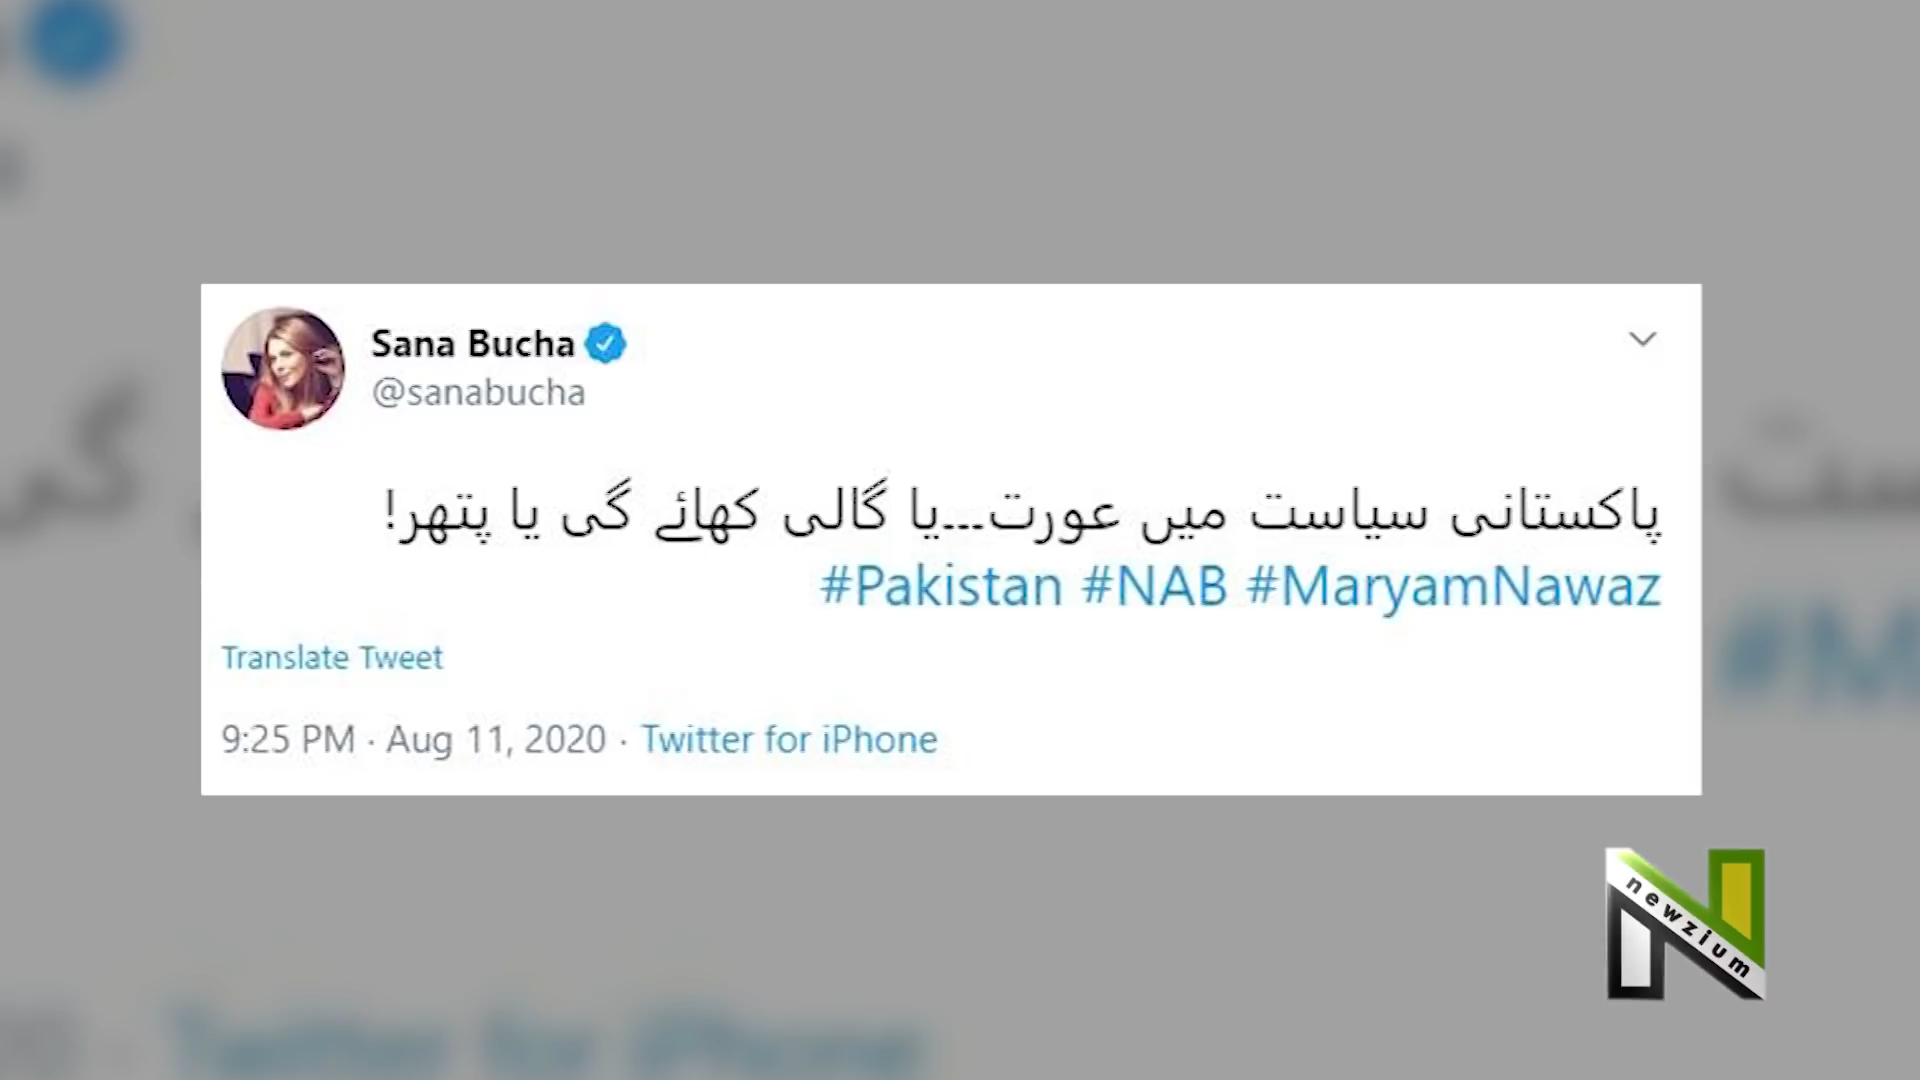 Sana Bucha
@sanabucha
پاکستانی سیاست میں عورت...یا گالی کھائے گی یا پتھر!
#Pakistan #NAB #MaryamNawaz
Translate Tweet
9:25 PM · Aug 11, 2020 · Twitter for iPhone
newzium